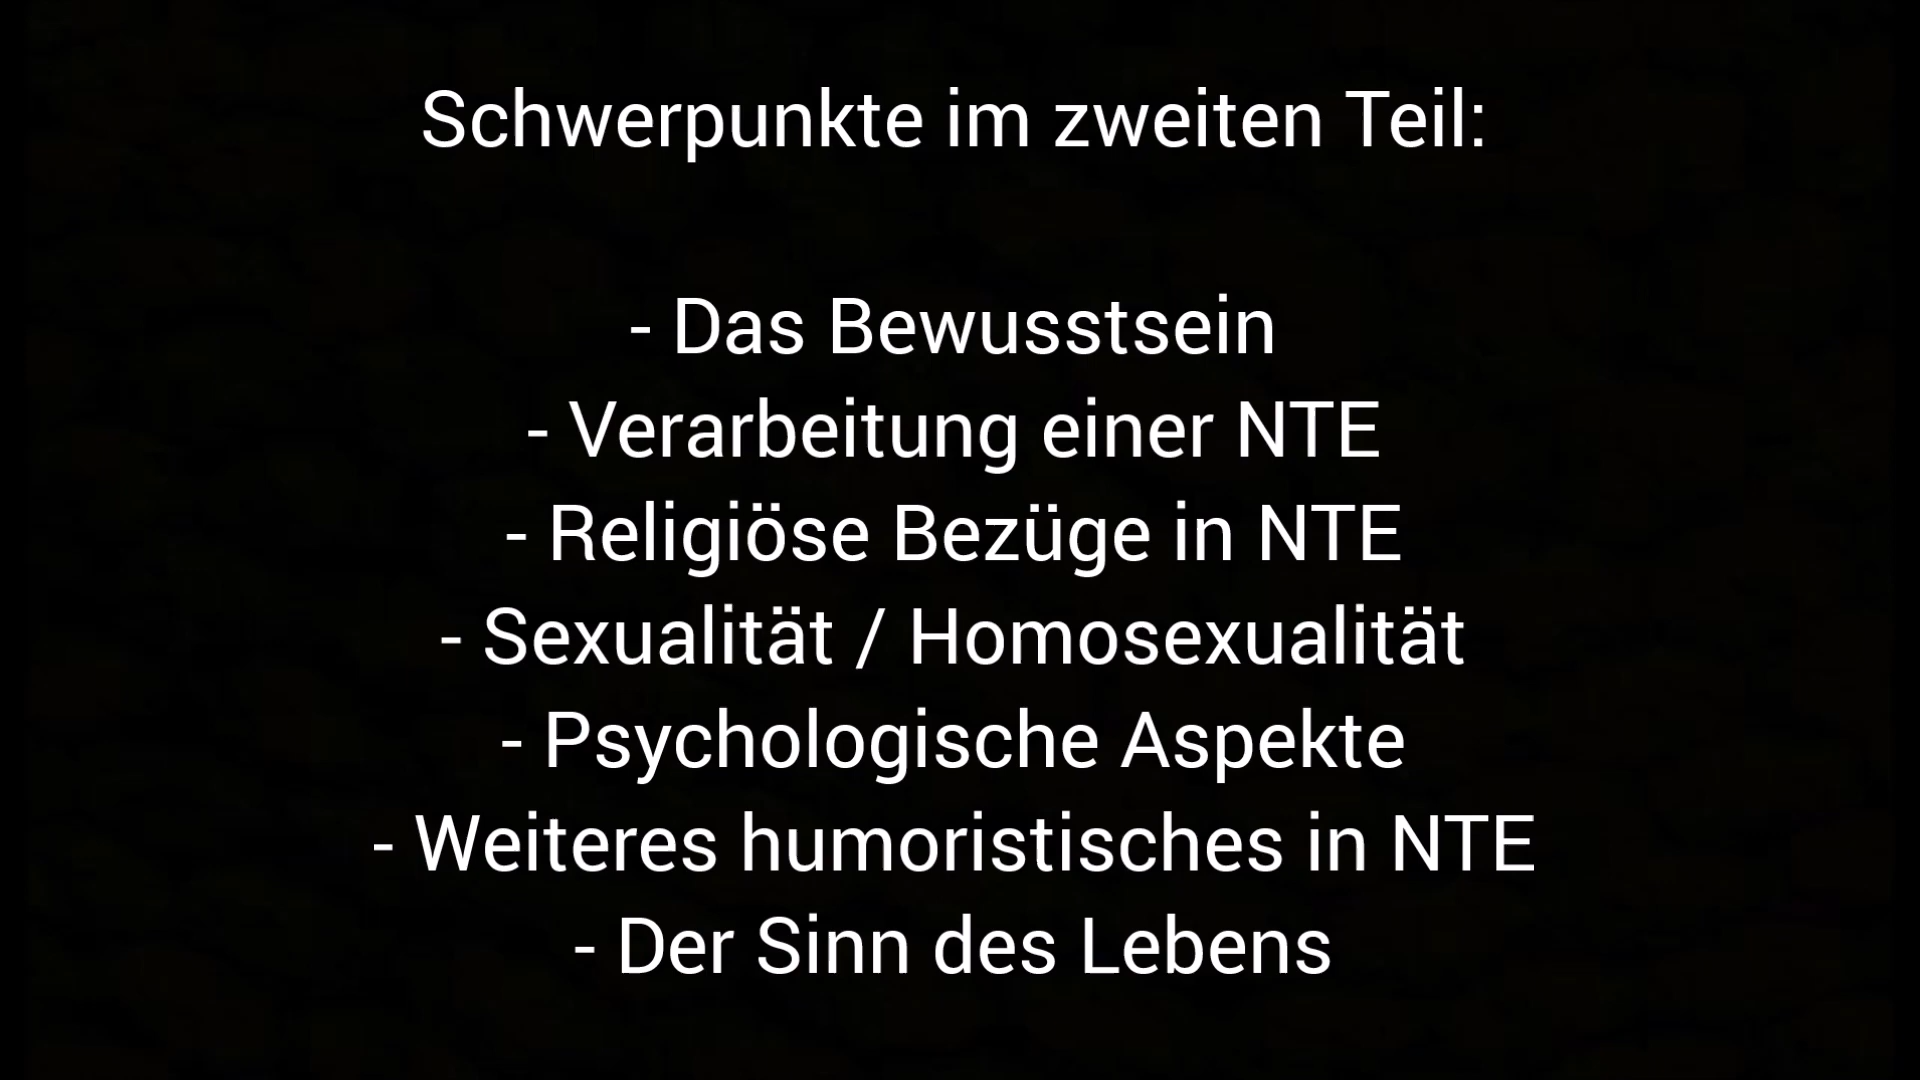 Schwerpunkte im zweiten Teil:
- Das Bewusstsein
- Verarbeitung einer NTE
- Religiöse Bezüge in NTE
- Sexualität / Homosexualität
- Psychologische Aspekte
- Weiteres humoristisches in NTE
- Der Sinn des Lebens